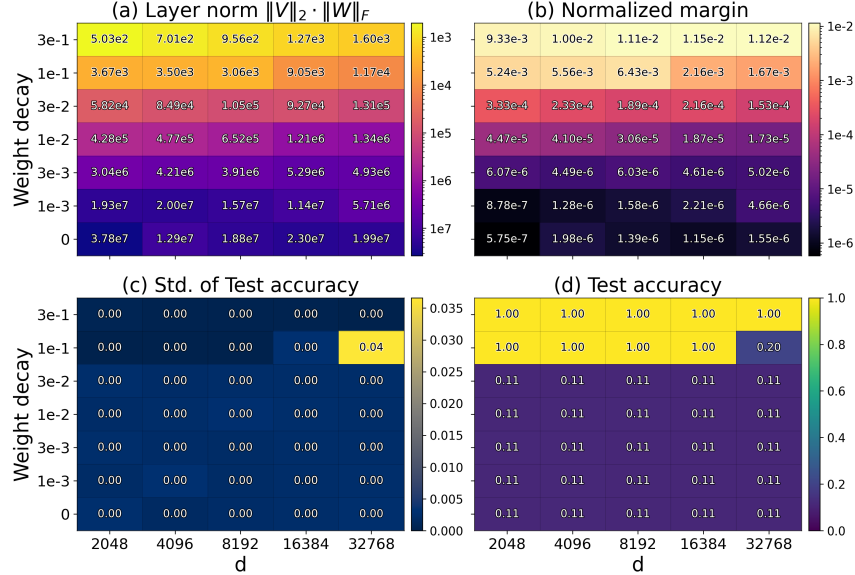 (a) Layer norm ∥V∥₂ · ∥W∥_F
(b) Normalized margin
Weight decay
3e-1 5.03e2 7.01e2 9.56e2 1.27e3 1.60e3
1e-1 3.67e3 3.50e3 3.06e3 9.05e3 1.17e4
3e-2 5.82e4 8.49e4 1.05e5 9.27e4 1.31e5
1e-2 4.28e5 4.77e5 6.52e5 1.21e6 1.34e6
3e-3 3.04e6 4.21e6 3.91e6 5.29e6 4.93e6
1e-3 1.93e7 2.00e7 1.57e7 1.14e7 5.71e6
0 3.78e7 1.29e7 1.88e7 2.30e7 1.99e7
1e3
1e4
1e5
1e6
1e7
9.33e-3 1.00e-2 1.11e-2 1.15e-2 1.12e-2
5.24e-3 5.56e-3 6.43e-3 2.16e-3 1.67e-3
3.33e-4 2.33e-4 1.89e-4 2.16e-4 1.53e-4
4.47e-5 4.10e-5 3.06e-5 1.87e-5 1.73e-5
6.07e-6 4.49e-6 6.03e-6 4.61e-6 5.02e-6
8.78e-7 1.28e-6 1.58e-6 2.21e-6 4.66e-6
5.75e-7 1.98e-6 1.39e-6 1.15e-6 1.55e-6
1e-2
1e-3
1e-4
1e-5
1e-6
(c) Std. of Test accuracy
(d) Test accuracy
Weight decay
3e-1 0.00 0.00 0.00 0.00 0.00
1e-1 0.00 0.00 0.00 0.00 0.04
3e-2 0.00 0.00 0.00 0.00 0.00
1e-2 0.00 0.00 0.00 0.00 0.00
3e-3 0.00 0.00 0.00 0.00 0.00
1e-3 0.00 0.00 0.00 0.00 0.00
0 0.00 0.00 0.00 0.00 0.00
2048 4096 8192 16384 32768
d
0.035
0.030
0.025
0.020
0.015
0.010
0.005
0.000
1.00 1.00 1.00 1.00 1.00
1.00 1.00 1.00 1.00 0.20
0.11 0.11 0.11 0.11 0.11
0.11 0.11 0.11 0.11 0.11
0.11 0.11 0.11 0.11 0.11
0.11 0.11 0.11 0.11 0.11
0.11 0.11 0.11 0.11 0.11
2048 4096 8192 16384 32768
d
1.0
0.8
0.6
0.4
0.2
0.0